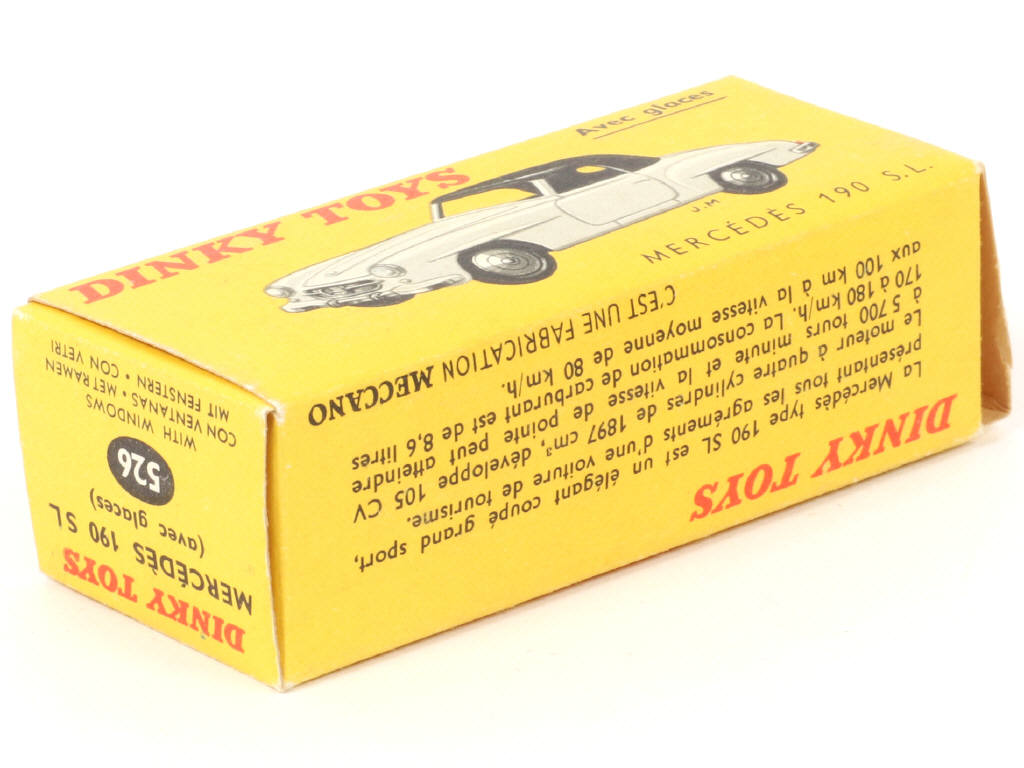 DINKY TOYS
Avec glaces
J.M
MERCÉDÈS 190 S.L.
DINKY TOYS
La Mercédès type 190 SL est un élégant coupé grand sport,
présentant tous les agréments d'une voiture de tourisme.
Le moteur à quatre cylindres de 1897 cm³, développe 105 CV
à 5 700 tours minute et la vitesse de pointe peut atteindre
170 à 180 km/h. La consommation de carburant est de 8,6 litres
aux 100 km à la vitesse moyenne de 80 km/h.
C'EST UNE FABRICATION MECCANO
DINKY TOYS
MERCÉDÈS 190 SL
(avec glaces)
526
WITH WINDOWS
CON VENTANAS • MET RAMEN
MIT FENSTERN • CON VETRI